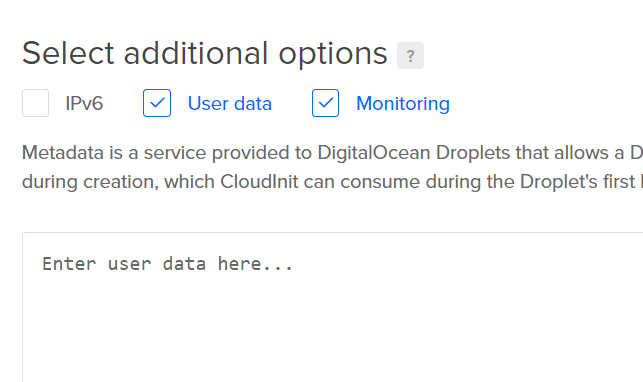 Select additional options ?
IPv6 User data Monitoring
Metadata is a service provided to DigitalOcean Droplets that allows a
during creation, which CloudInit can consume during the Droplet's first
Enter user data here...